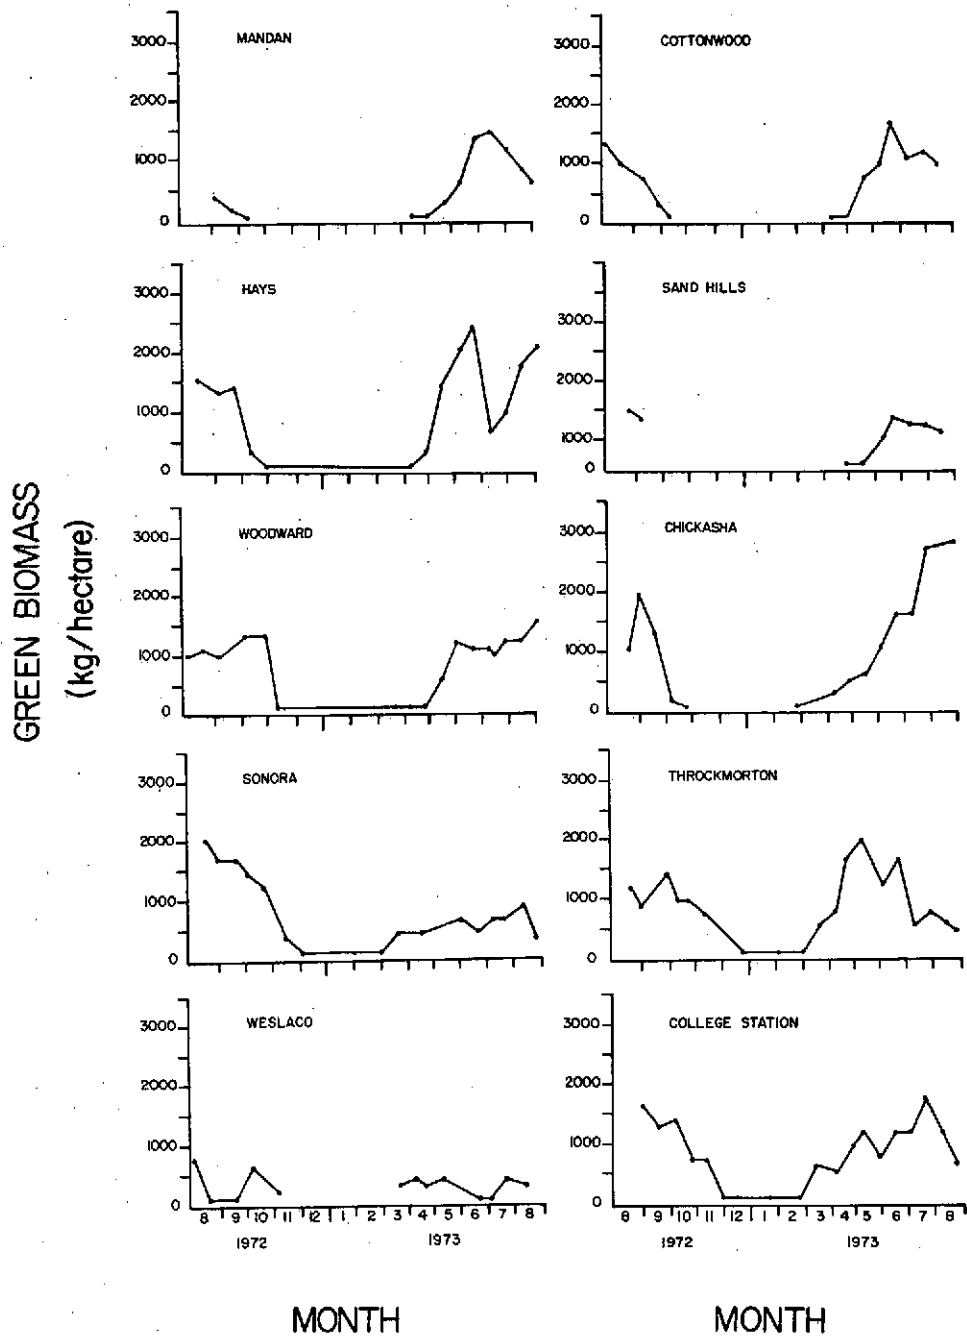 MANDAN
3000
2000
1000
0
COTTONWOOD
3000
2000
1000
0
HAYS
3000
2000
1000
0
SAND HILLS
3000
2000
1000
0
WOODWARD
3000
2000
1000
0
CHICKASHA
3000
2000
1000
0
SONORA
3000
2000
1000
0
THROCKMORTON
3000
2000
1000
0
WESLACO
3000
2000
1000
0
8 9 10 11 12 1 2 3 4 5 6 7 8
1972 1973
COLLEGE STATION
3000
2000
1000
0
8 9 10 11 12 1 2 3 4 5 6 7 8
1972 1973
GREEN BIOMASS
(kg/hectare)
MONTH MONTH